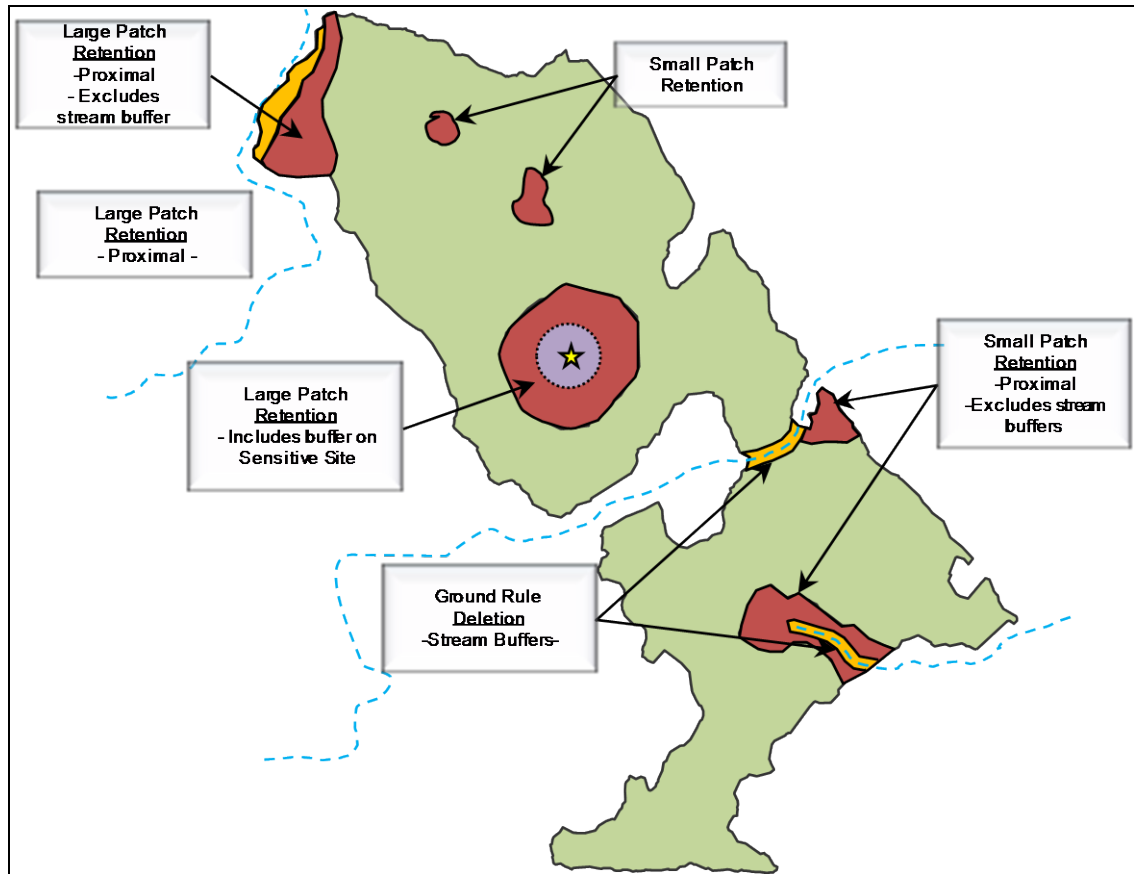 Large Patch
Retention
-Proximal
- Excludes
stream buffer
Small Patch
Retention
Large Patch
Retention
- Proximal -
Small Patch
Retention
-Proximal
-Excludes stream
buffers
Large Patch
Retention
- Includes buffer on
Sensitive Site
Ground Rule
Deletion
-Stream Buffers-